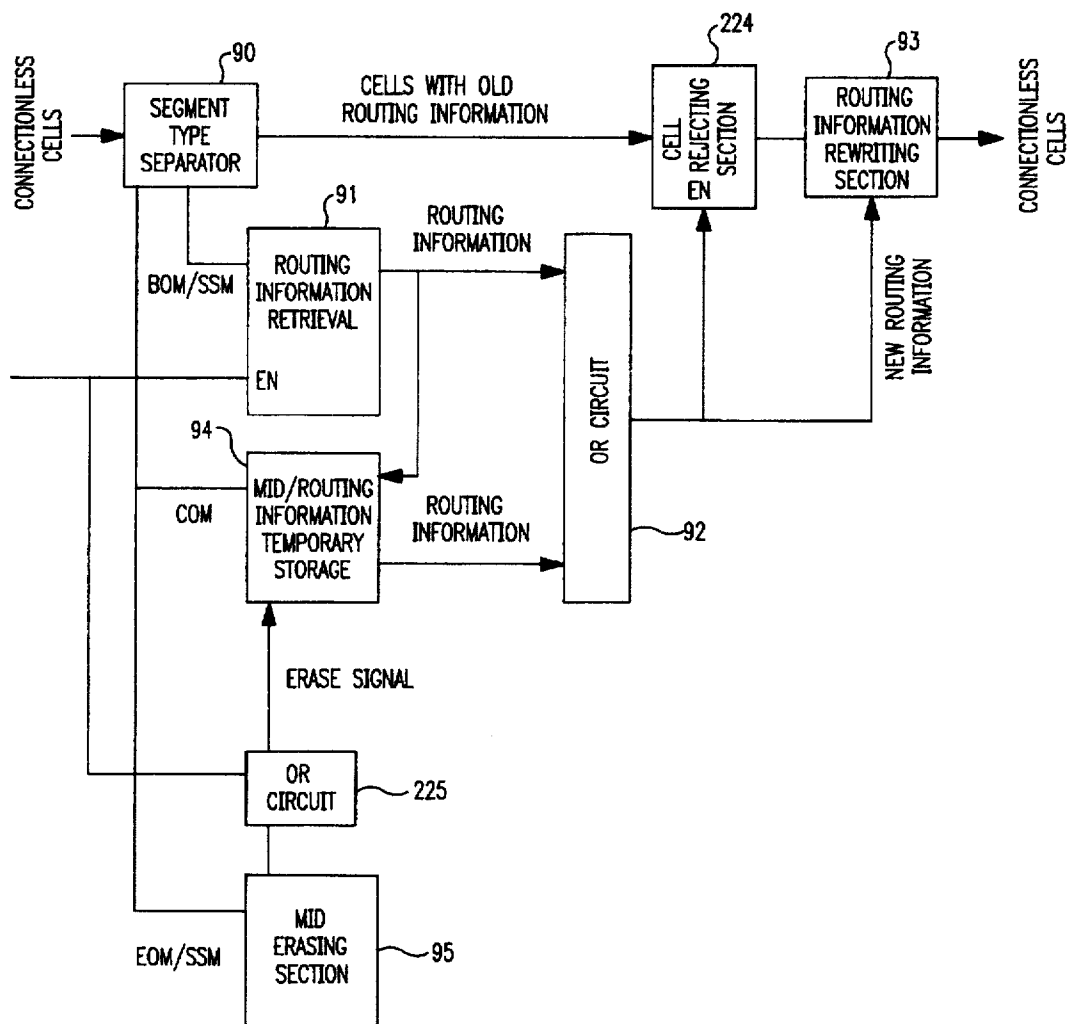 90
224
93
CONNECTIONLESS
CELLS
SEGMENT
TYPE
SEPARATOR
CELLS WITH OLD
ROUTING INFORMATION
CELL
REJECTING
SECTION
EN
ROUTING
INFORMATION
REWRITING
SECTION
CONNECTIONLESS
CELLS
91
BOM/SSM
ROUTING
INFORMATION
RETRIEVAL
EN
ROUTING
INFORMATION
OR CIRCUIT
NEW ROUTING
INFORMATION
94
COM
MID/ROUTING
INFORMATION
TEMPORARY
STORAGE
ROUTING
INFORMATION
92
ERASE SIGNAL
OR
CIRCUIT
225
EOM/SSM
MID
ERASING
SECTION
95